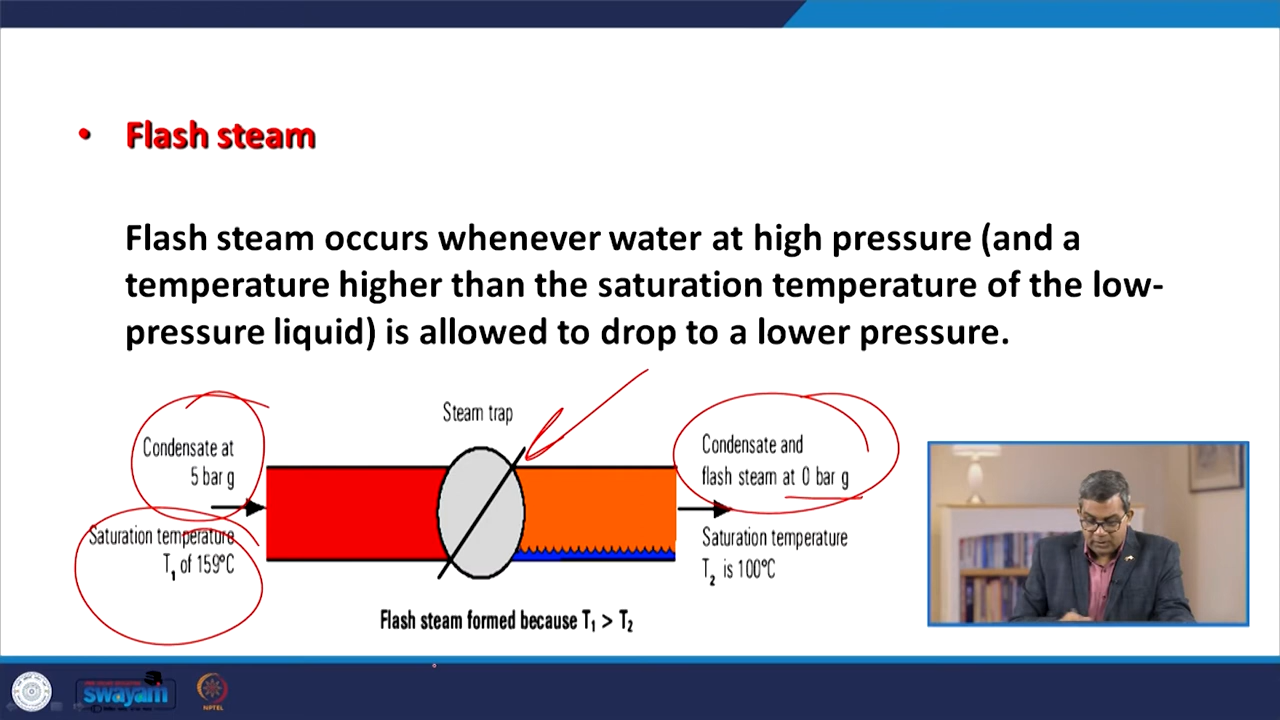 • Flash steam
Flash steam occurs whenever water at high pressure (and a
temperature higher than the saturation temperature of the low-
pressure liquid) is allowed to drop to a lower pressure.
Steam trap
Condensate at
5 bar g
Condensate and
flash steam at 0 bar g
Saturation temperature
T₁ of 159°C
Saturation temperature
T₂ is 100°C
Flash steam formed because T₁ > T₂
swayam
NPTEL